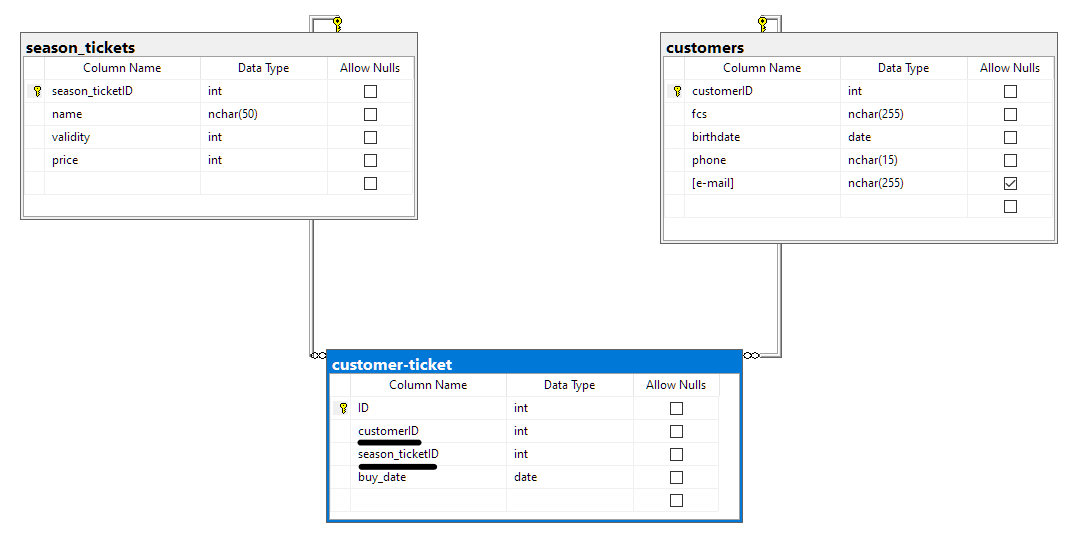 season_tickets
Column Name Data Type Allow Nulls
season_ticketID int
name nchar(50)
validity int
price int
customers
Column Name Data Type Allow Nulls
customerID int
fcs nchar(255)
birthdate date
phone nchar(15)
[e-mail] nchar(255)
customer-ticket
Column Name Data Type Allow Nulls
ID int
customerID int
season_ticketID int
buy_date date